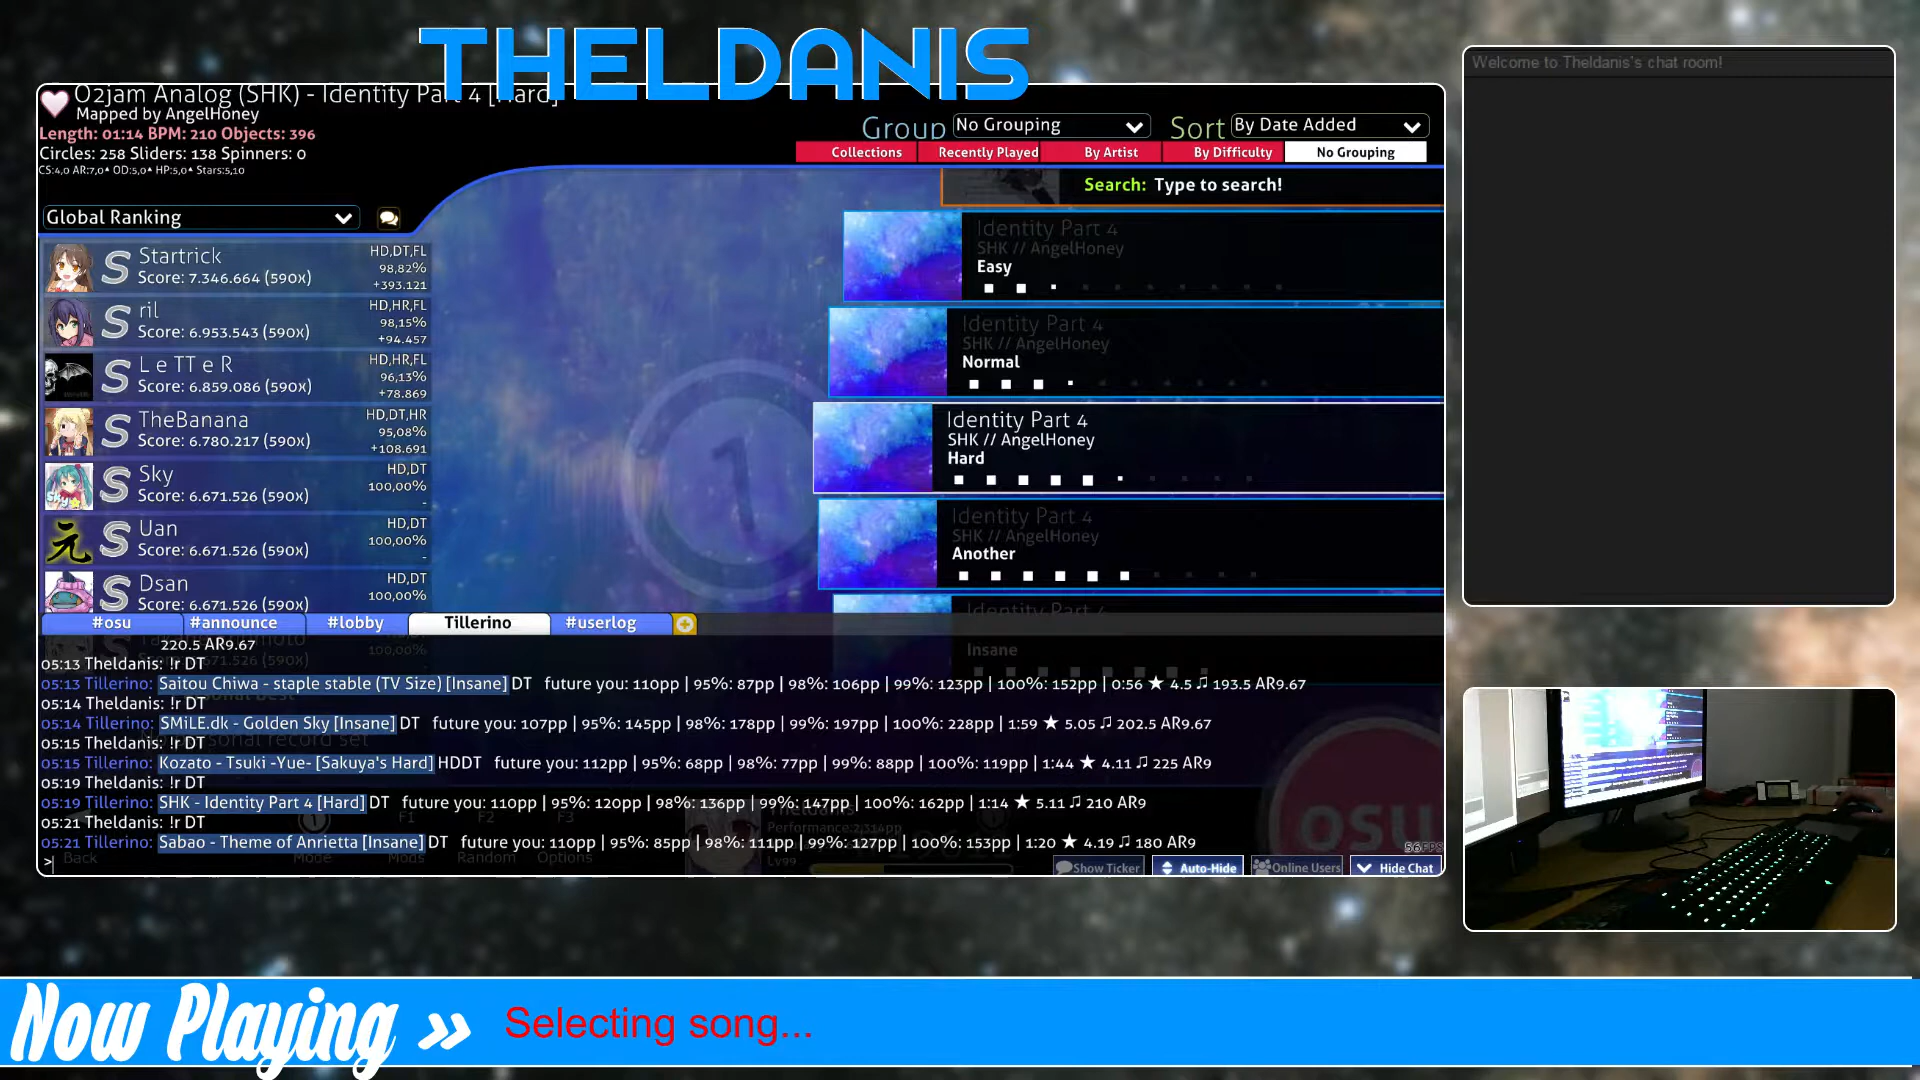 THELDANIS
O2jam Analog (SHK) - Identity Part 4 [Hard]
Mapped by AngelHoney
Length: 01:14 BPM: 210 Objects: 396
Circles: 258 Sliders: 138 Spinners: 0
CS:4,0 AR:7,0 OD:5,0 HP:5,0 Stars:5,10
Group No Grouping Sort By Date Added
Collections Recently Played By Artist By Difficulty No Grouping
Search: Type to search!
Global Ranking
Startrick HD,DT,FL
Score: 7.346.664 (590x) 98,82%
+393.121
ril HD,HR,FL
Score: 6.953.543 (590x) 98,15%
+94.457
L e TT e R HD,HR,FL
Score: 6.859.086 (590x) 96,13%
+78.869
TheBanana HD,DT,HR
Score: 6.780.217 (590x) 95,08%
+108.691
Sky HD,DT
Score: 6.671.526 (590x) 100,00%
-
Uan HD,DT
Score: 6.671.526 (590x) 100,00%
-
Dsan HD,DT
Score: 6.671.526 (590x) 100,00%
Identity Part 4
SHK // AngelHoney
Easy
Identity Part 4
SHK // AngelHoney
Normal
Identity Part 4
SHK // AngelHoney
Hard
Identity Part 4
SHK // AngelHoney
Another
Identity Part 4
Insane
#osu #announce #lobby Tillerino #userlog
220.5 AR9.67
05:13 Theldanis: !r DT
05:13 Tillerino: Saitou Chiwa - staple stable (TV Size) [Insane] DT future you: 110pp | 95%: 87pp | 98%: 106pp | 99%: 123pp | 100%: 152pp | 0:56 ★ 4.5 ♫ 193.5 AR9.67
05:14 Theldanis: !r DT
05:14 Tillerino: SMiLE.dk - Golden Sky [Insane] DT future you: 107pp | 95%: 145pp | 98%: 178pp | 99%: 197pp | 100%: 228pp | 1:59 ★ 5.05 ♫ 202.5 AR9.67
05:15 Theldanis: !r DT
05:15 Tillerino: Kozato - Tsuki -Yue- [Sakuya's Hard] HDDT future you: 112pp | 95%: 68pp | 98%: 77pp | 99%: 88pp | 100%: 119pp | 1:44 ★ 4.11 ♫ 225 AR9
05:19 Theldanis: !r DT
05:19 Tillerino: SHK - Identity Part 4 [Hard] DT future you: 110pp | 95%: 120pp | 98%: 136pp | 99%: 147pp | 100%: 162pp | 1:14 ★ 5.11 ♫ 210 AR9
05:21 Theldanis: !r DT
05:21 Tillerino: Sabao - Theme of Anrietta [Insane] DT future you: 110pp | 95%: 85pp | 98%: 111pp | 99%: 127pp | 100%: 153pp | 1:20 ★ 4.19 ♫ 180 AR9
>
Back Mode Mods Random Options
F1 F2 F3
Performance:2,314pp
Lv99
osu
56FPS
Show Ticker Auto-Hide Online Users Hide Chat
Welcome to Theldanis's chat room!
Now Playing >> Selecting song...